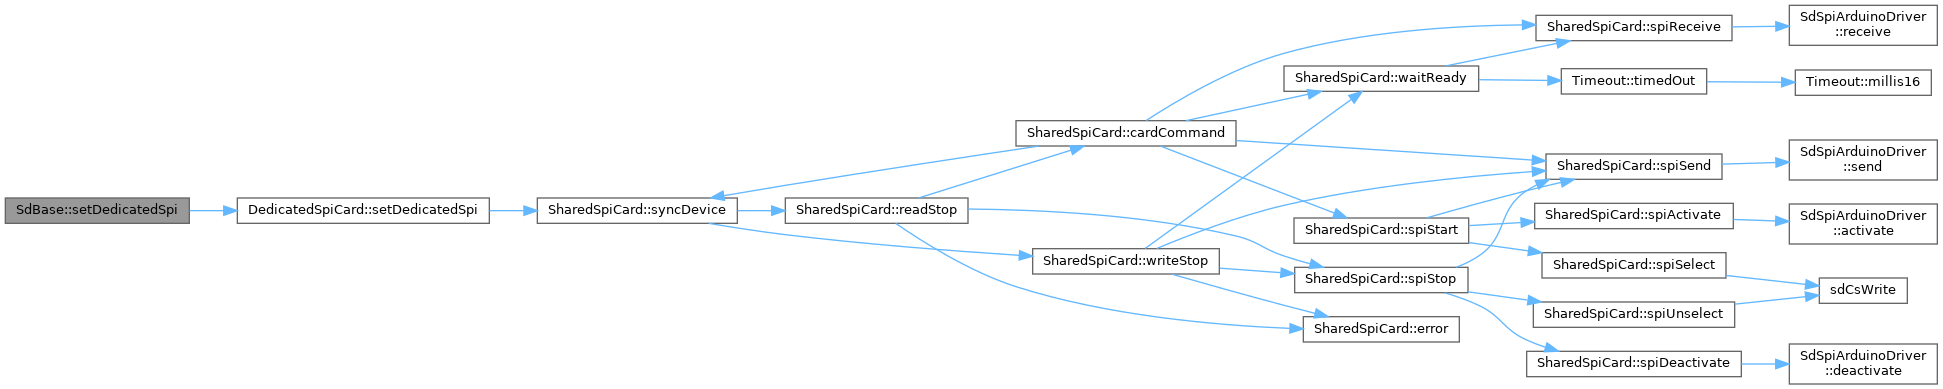 SdBase::setDedicatedSpi
DedicatedSpiCard::setDedicatedSpi
SharedSpiCard::syncDevice
SharedSpiCard::readStop
SharedSpiCard::cardCommand
SharedSpiCard::writeStop
SharedSpiCard::waitReady
SharedSpiCard::spiStart
SharedSpiCard::spiStop
SharedSpiCard::error
SharedSpiCard::spiReceive
Timeout::timedOut
SharedSpiCard::spiSend
SharedSpiCard::spiActivate
SharedSpiCard::spiSelect
SharedSpiCard::spiUnselect
SharedSpiCard::spiDeactivate
SdSpiArduinoDriver
::receive
Timeout::millis16
SdSpiArduinoDriver
::send
SdSpiArduinoDriver
::activate
sdCsWrite
SdSpiArduinoDriver
::deactivate